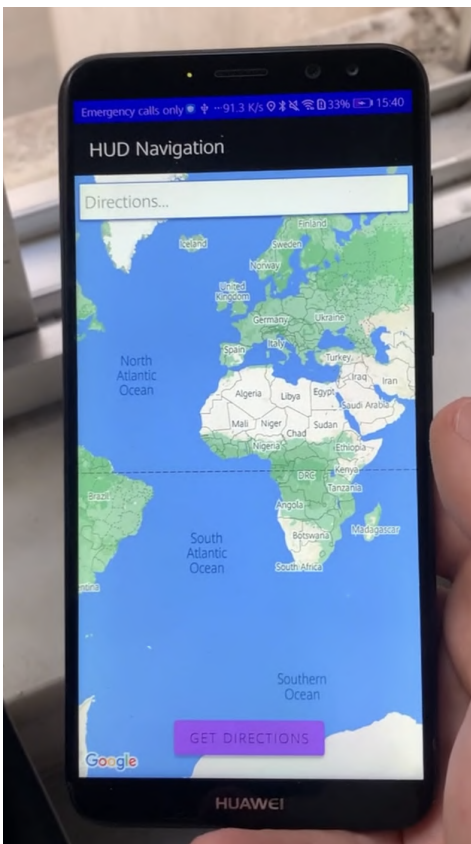 Emergency calls only ···91.3 K/s 33% 15:40
HUD Navigation
Directions...
Finland
Iceland
Sweden
Norway
United
Kingdom
Germany
Ukraine
Italy
Spain
Turkey
North
Atlantic
Ocean
Iraq
Iran
Algeria
Libya
Egypt
Saudi Arabia
Mali
Niger
Sudan
Chad
Nigeria
Ethiopia
Kenya
DRC
Tanzania
Brazil
Angola
South
Atlantic
Ocean
Botswana
Madagascar
South Africa
ntina
Southern
Ocean
GET DIRECTIONS
Google
HUAWEI